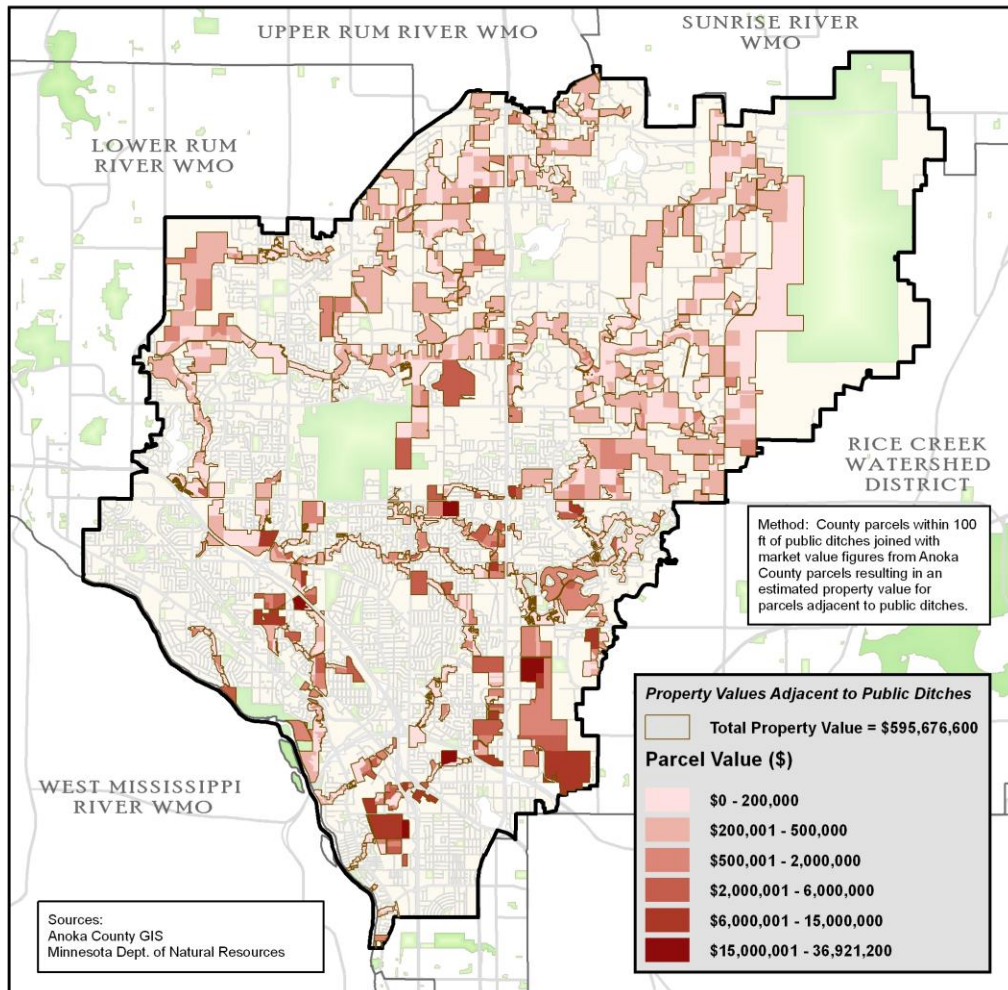 UPPER RUM RIVER WMO
SUNRISE RIVER
WMO
LOWER RUM
RIVER WMO
RICE CREEK
WATERSHED
DISTRICT
Method: County parcels within 100
ft of public ditches joined with
market value figures from Anoka
County parcels resulting in an
estimated property value for
parcels adjacent to public ditches.
WEST MISSISSIPPI
RIVER WMO
Property Values Adjacent to Public Ditches
Total Property Value = $595,676,600
Parcel Value ($)
$0 - 200,000
$200,001 - 500,000
$500,001 - 2,000,000
$2,000,001 - 6,000,000
$6,000,001 - 15,000,000
$15,000,001 - 36,921,200
Sources:
Anoka County GIS
Minnesota Dept. of Natural Resources